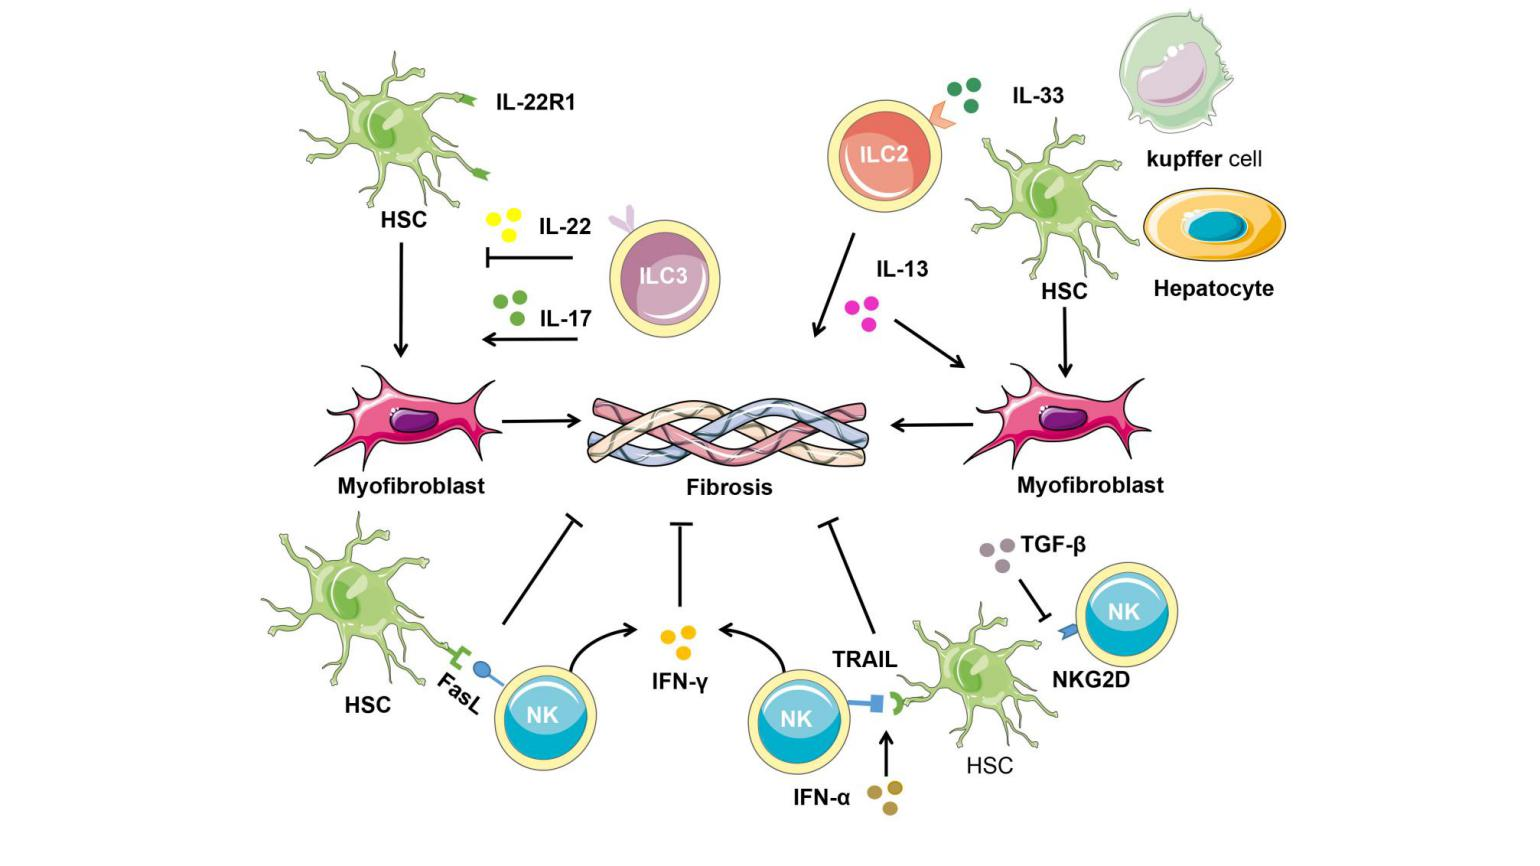 IL-22R1
IL-33
ILC2
kupffer cell
HSC
IL-22
ILC3
IL-13
HSC
Hepatocyte
IL-17
Myofibroblast
Fibrosis
Myofibroblast
TGF-β
NK
TRAIL
NKG2D
HSC
FasL
IFN-γ
NK
NK
HSC
IFN-α